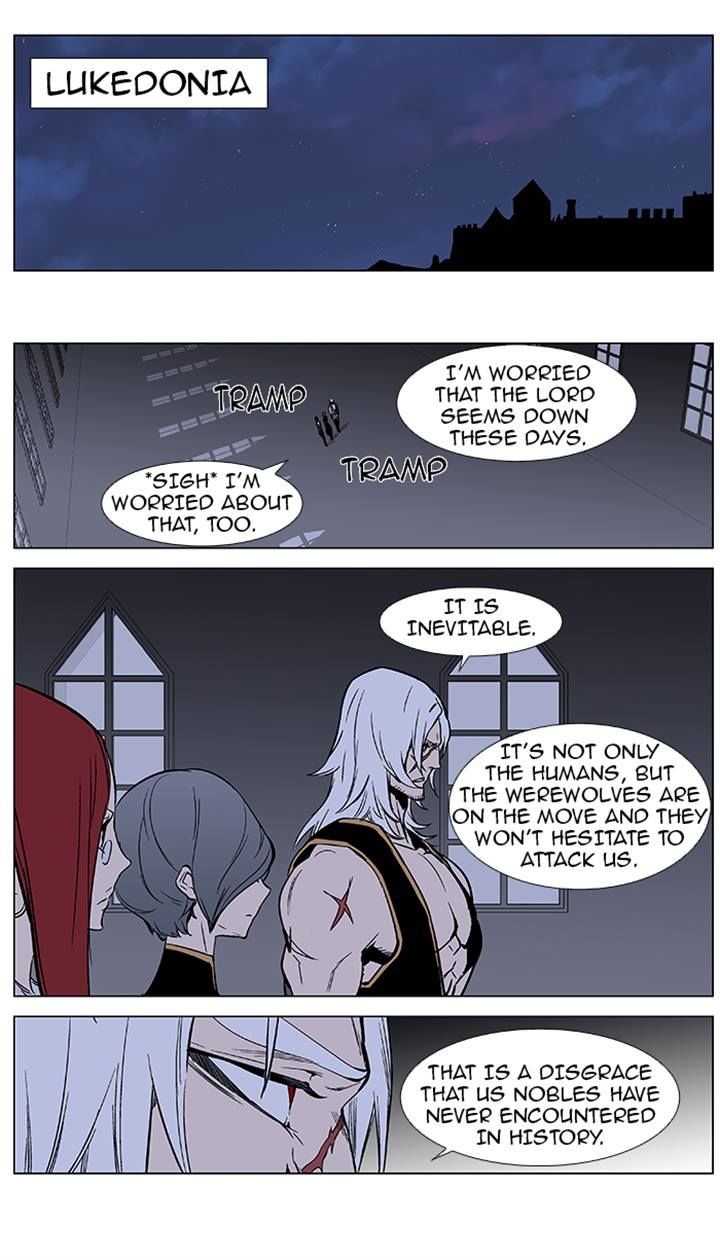 LUKEDONIA
I'M WORRIED
THAT THE LORD
SEEMS DOWN
THESE DAYS.
TRAMP
TRAMP
*SIGH* I'M
WORRIED ABOUT
THAT, TOO.
IT IS
INEVITABLE.
IT'S NOT ONLY
THE HUMANS, BUT
THE WEREWOLVES ARE
ON THE MOVE AND THEY
WON'T HESITATE TO
ATTACK US.
THAT IS A DISGRACE
THAT US NOBLES HAVE
NEVER ENCOUNTERED
IN HISTORY.